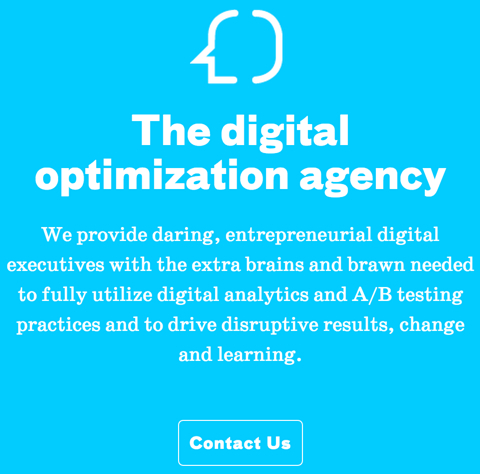 The digital
optimization agency
We provide daring, entrepreneurial digital
executives with the extra brains and brawn needed
to fully utilize digital analytics and A/B testing
practices and to drive disruptive results, change
and learning.
Contact Us